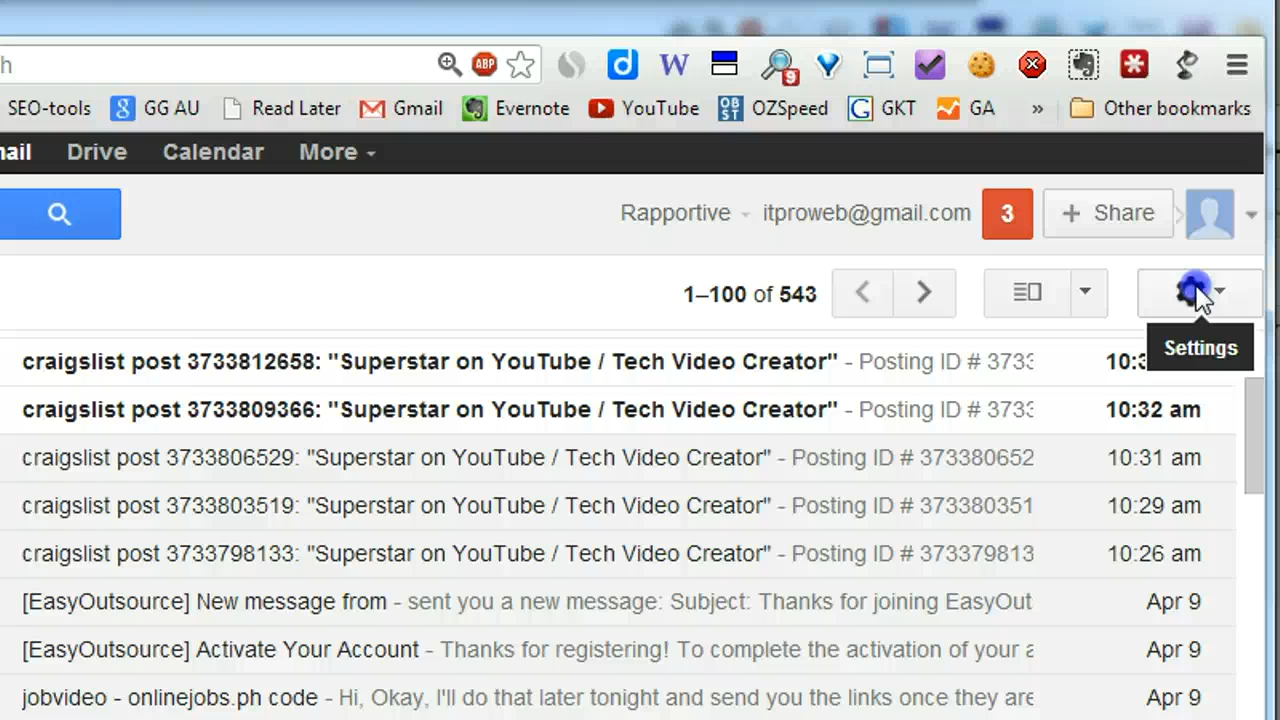 h ABP W 9
SEO-tools GG AU Read Later Gmail Evernote YouTube OB ST OZSpeed GKT GA » Other bookmarks
mail Drive Calendar More
Rapportive itproweb@gmail.com 3 + Share
1–100 of 543
Settings
craigslist post 3733812658: "Superstar on YouTube / Tech Video Creator" - Posting ID # 3733 10:3
craigslist post 3733809366: "Superstar on YouTube / Tech Video Creator" - Posting ID # 3733 10:32 am
craigslist post 3733806529: "Superstar on YouTube / Tech Video Creator" - Posting ID # 373380652 10:31 am
craigslist post 3733803519: "Superstar on YouTube / Tech Video Creator" - Posting ID # 373380351 10:29 am
craigslist post 3733798133: "Superstar on YouTube / Tech Video Creator" - Posting ID # 373379813 10:26 am
[EasyOutsource] New message from - sent you a new message: Subject: Thanks for joining EasyOut Apr 9
[EasyOutsource] Activate Your Account - Thanks for registering! To complete the activation of your a Apr 9
jobvideo - onlinejobs.ph code - Hi, Okay, I'll do that later tonight and send you the links once they are Apr 9